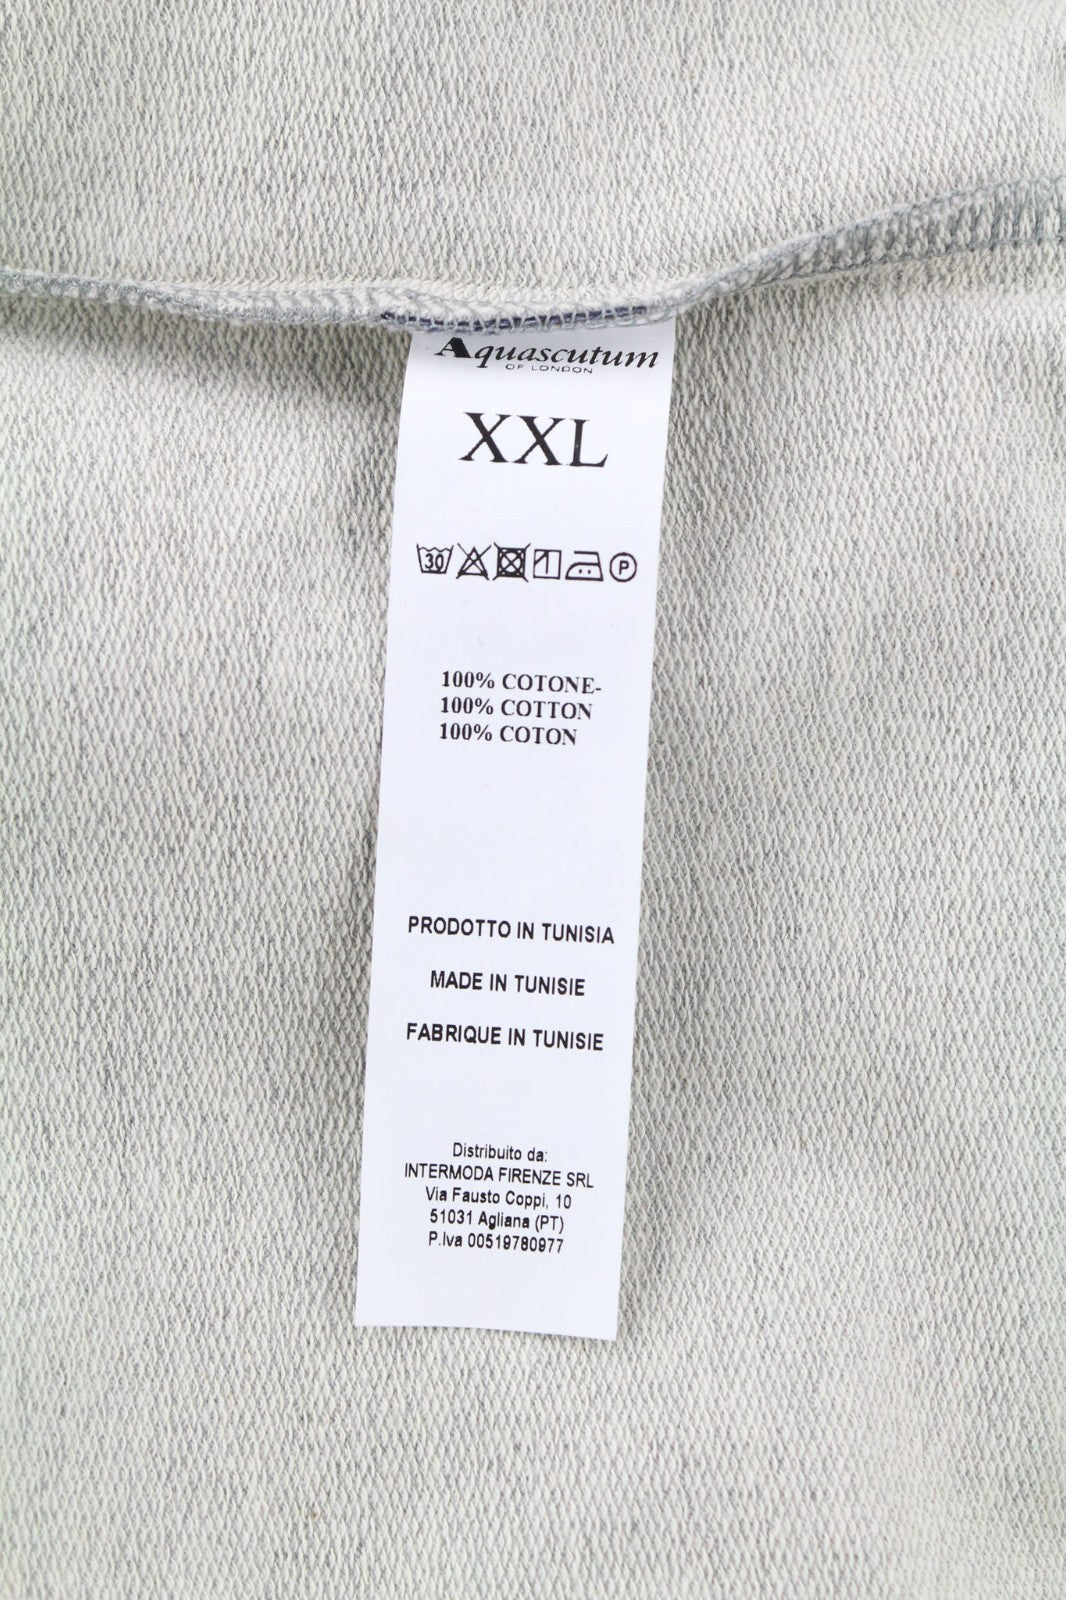 Aquascutum
OF LONDON
XXL
30 P
100% COTONE-
100% COTTON
100% COTON
PRODOTTO IN TUNISIA
MADE IN TUNISIE
FABRIQUE IN TUNISIE
Distribuito da:
INTERMODA FIRENZE SRL
Via Fausto Coppi, 10
51031 Agliana (PT)
P.Iva 00519780977